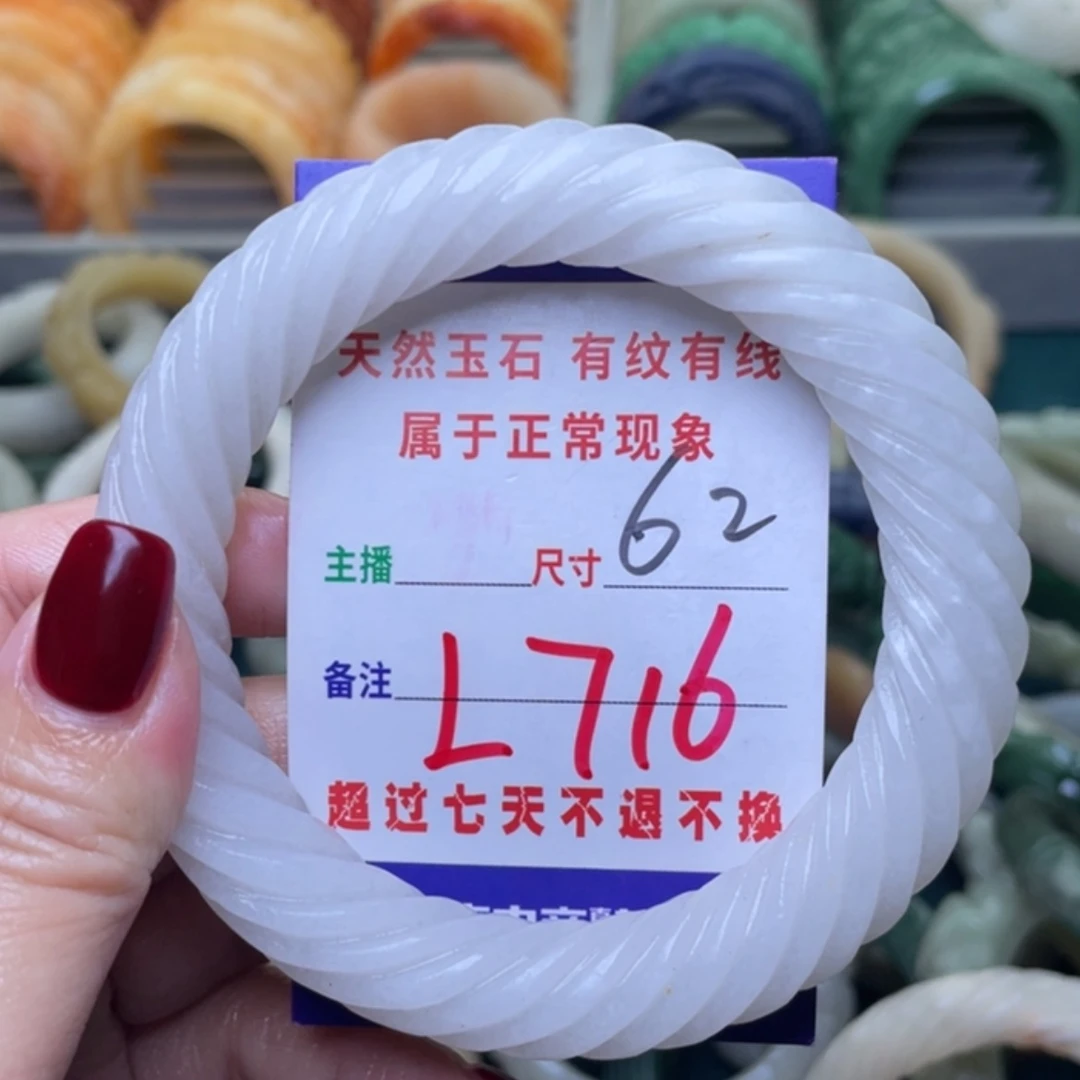 天然玉石 有纹有线
属于正常现象
主播 尺寸 62
备注 L716
超过七天不退不换